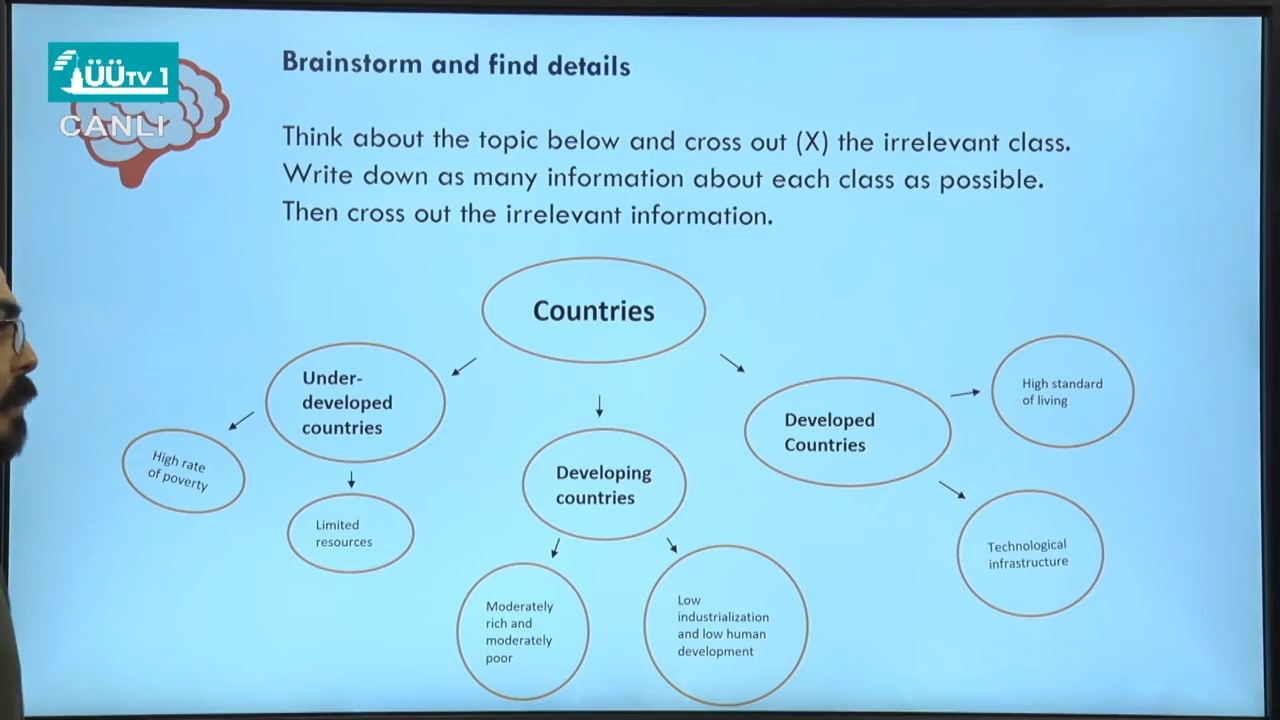 ÜÜTV 1
CANLI
Brainstorm and find details
Think about the topic below and cross out (X) the irrelevant class.
Write down as many information about each class as possible.
Then cross out the irrelevant information.
Countries
Under-
developed
countries
High rate
of poverty
Limited
resources
Developing
countries
Moderately
rich and
moderately
poor
Low
industrialization
and low human
development
Developed
Countries
High standard
of living
Technological
infrastructure